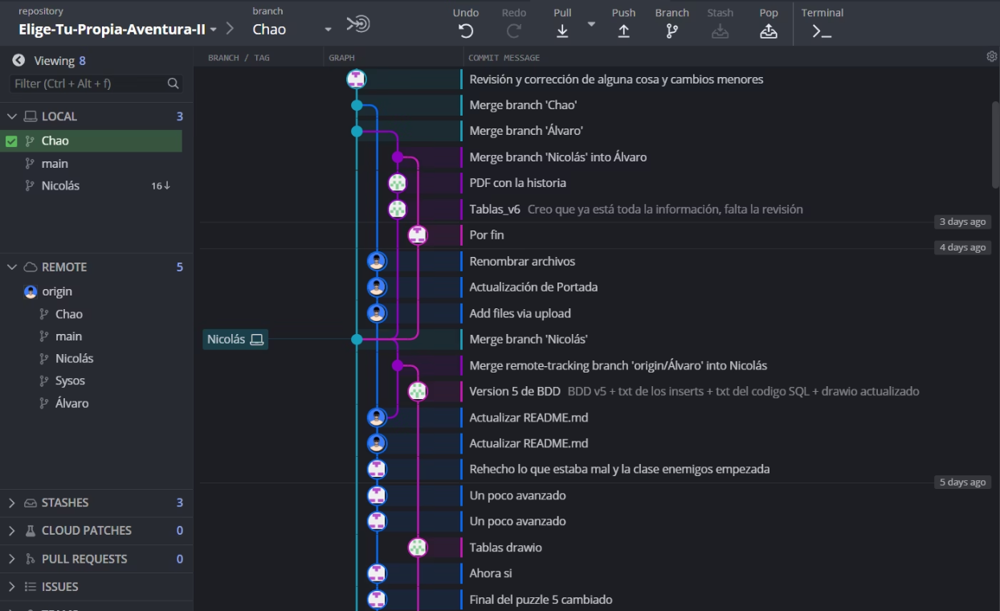 repository
Elige-Tu-Propia-Aventura-II
branch
Chao
Undo
Redo
Pull
Push
Branch
Stash
Pop
Terminal
Viewing 8
Filter (Ctrl + Alt + f)
LOCAL 3
Chao
main
Nicolás 16↓
REMOTE 5
origin
Chao
main
Nicolás
Sysos
Álvaro
STASHES 3
CLOUD PATCHES 0
PULL REQUESTS 0
ISSUES
BRANCH / TAG GRAPH COMMIT MESSAGE
Revisión y corrección de alguna cosa y cambios menores
Merge branch 'Chao'
Merge branch 'Álvaro'
Merge branch 'Nicolás' into Álvaro
PDF con la historia
Tablas_v6 Creo que ya está toda la información, falta la revisión
3 days ago
Por fin
4 days ago
Renombrar archivos
Actualización de Portada
Add files via upload
Nicolás Merge branch 'Nicolás'
Merge remote-tracking branch 'origin/Álvaro' into Nicolás
Version 5 de BDD BDD v5 + txt de los inserts + txt del codigo SQL + drawio actualizado
Actualizar README.md
Actualizar README.md
Rehecho lo que estaba mal y la clase enemigos empezada
5 days ago
Un poco avanzado
Un poco avanzado
Tablas drawio
Ahora si
Final del puzzle 5 cambiado